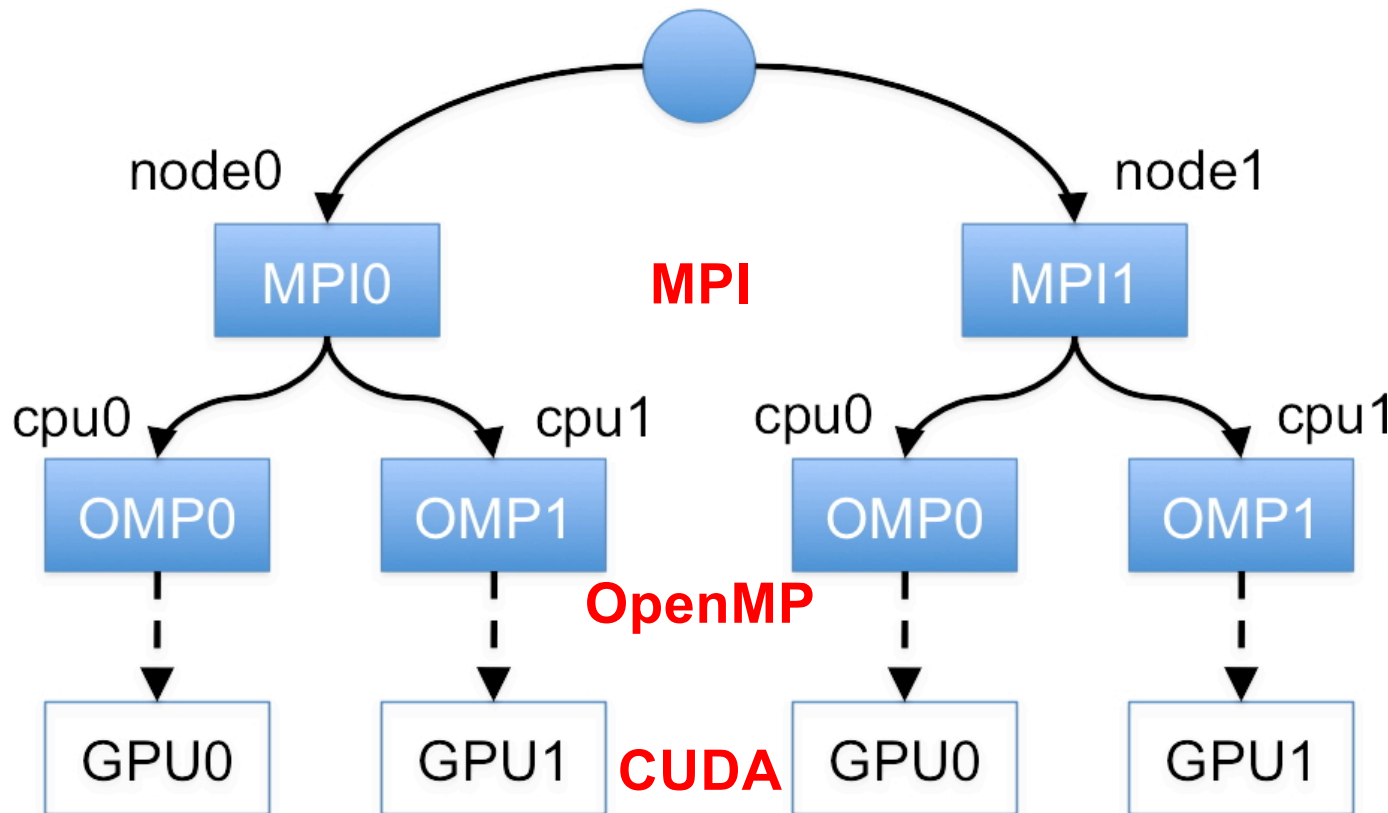 node0
node1
MPI0
MPI
MPI1
cpu0
cpu1
cpu0
cpu1
OMP0
OMP1
OMP0
OMP1
OpenMP
GPU0
GPU1
CUDA
GPU0
GPU1